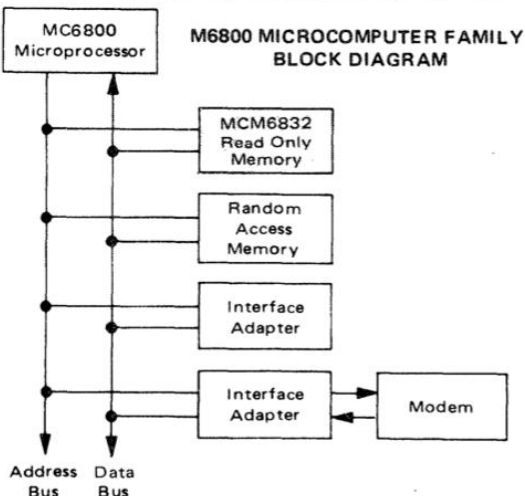 MC6800
Microprocessor
M6800 MICROCOMPUTER FAMILY
BLOCK DIAGRAM
MCM6832
Read Only
Memory
Random
Access
Memory
Interface
Adapter
Interface
Adapter
Modem
Address
Bus
Data
Bus